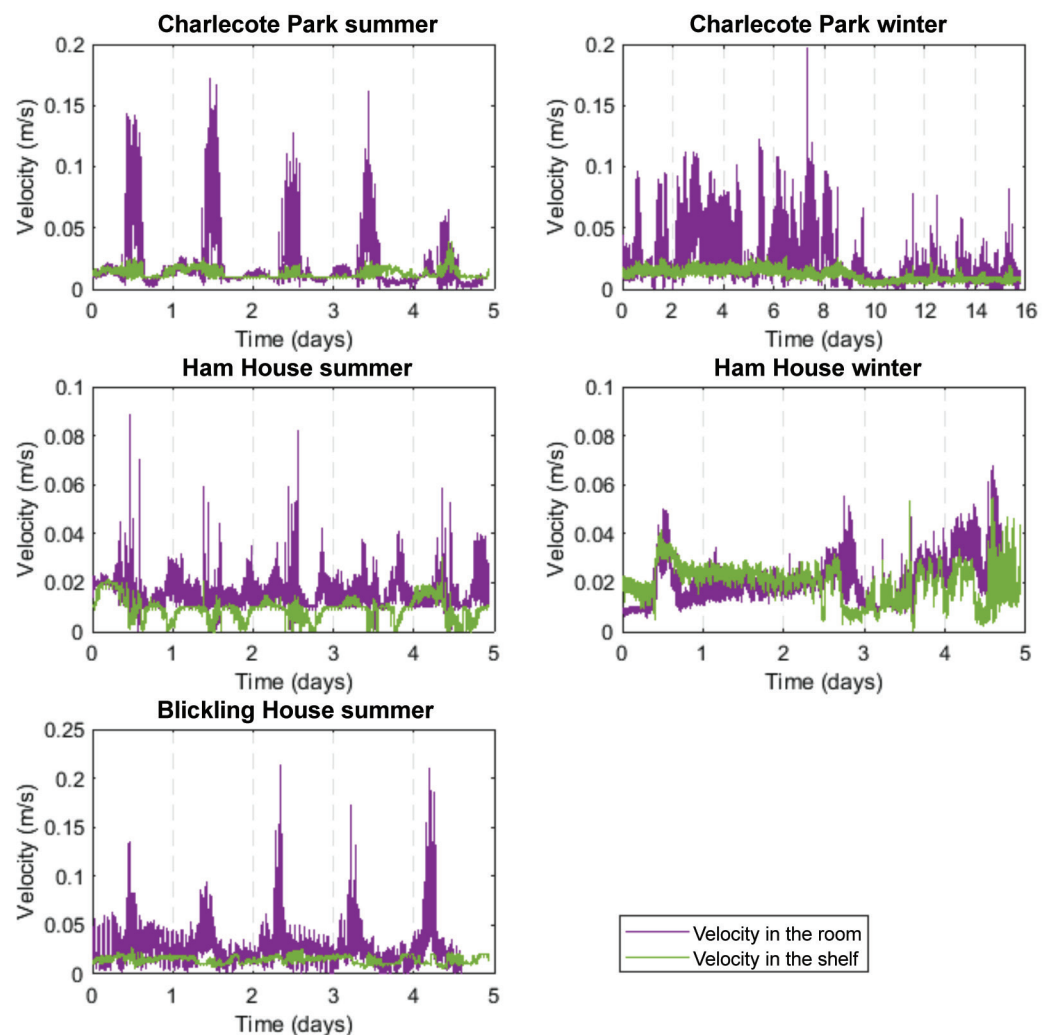 Charlecote Park summer
Velocity (m/s)
0.2
0.15
0.1
0.05
0
0 1 2 3 4 5
Time (days)
Charlecote Park winter
Velocity (m/s)
0.2
0.15
0.1
0.05
0
0 2 4 6 8 10 12 14 16
Time (days)
Ham House summer
Velocity (m/s)
0.1
0.08
0.06
0.04
0.02
0
0 1 2 3 4 5
Time (days)
Ham House winter
Velocity (m/s)
0.1
0.08
0.06
0.04
0.02
0
0 1 2 3 4 5
Time (days)
Blickling House summer
Velocity (m/s)
0.25
0.2
0.15
0.1
0.05
0
0 1 2 3 4 5
Time (days)
Velocity in the room
Velocity in the shelf